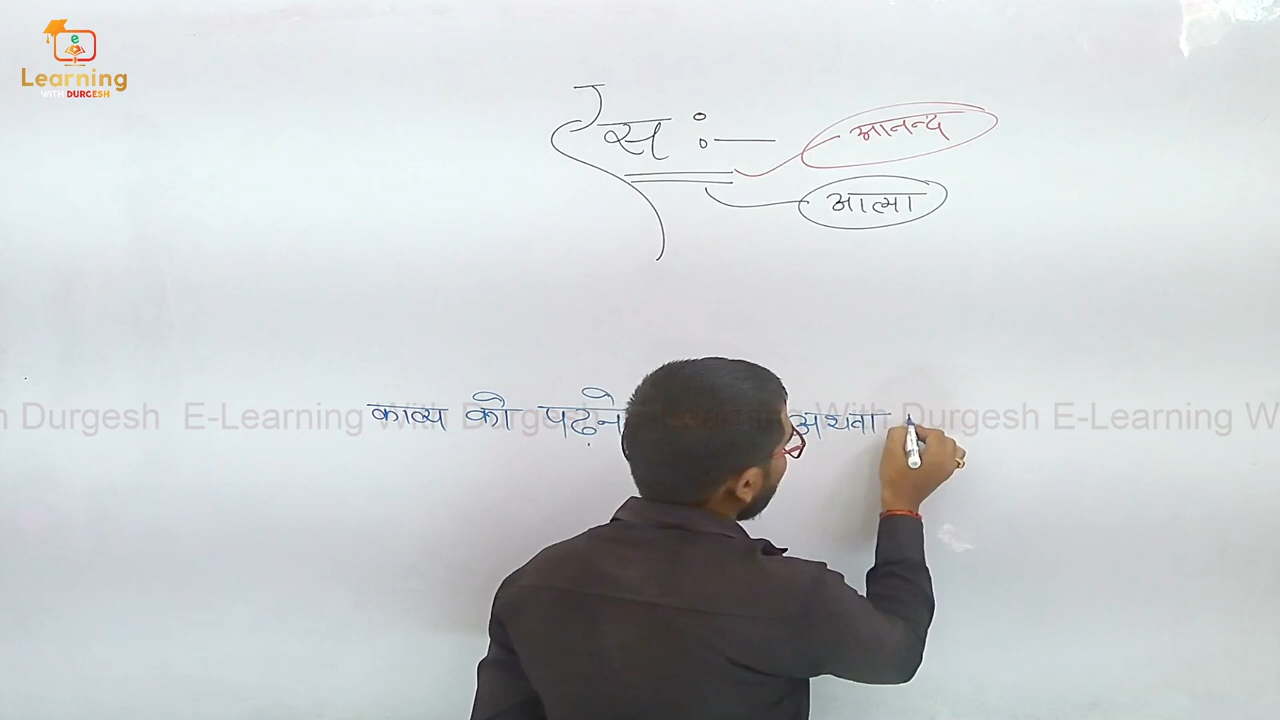 e
Learning
WITH DURGESH
रस :—
आनन्द
आत्मा
काव्य को पढ़ने अथवा
h Durgesh E-Learning With Durgesh E-Learning W